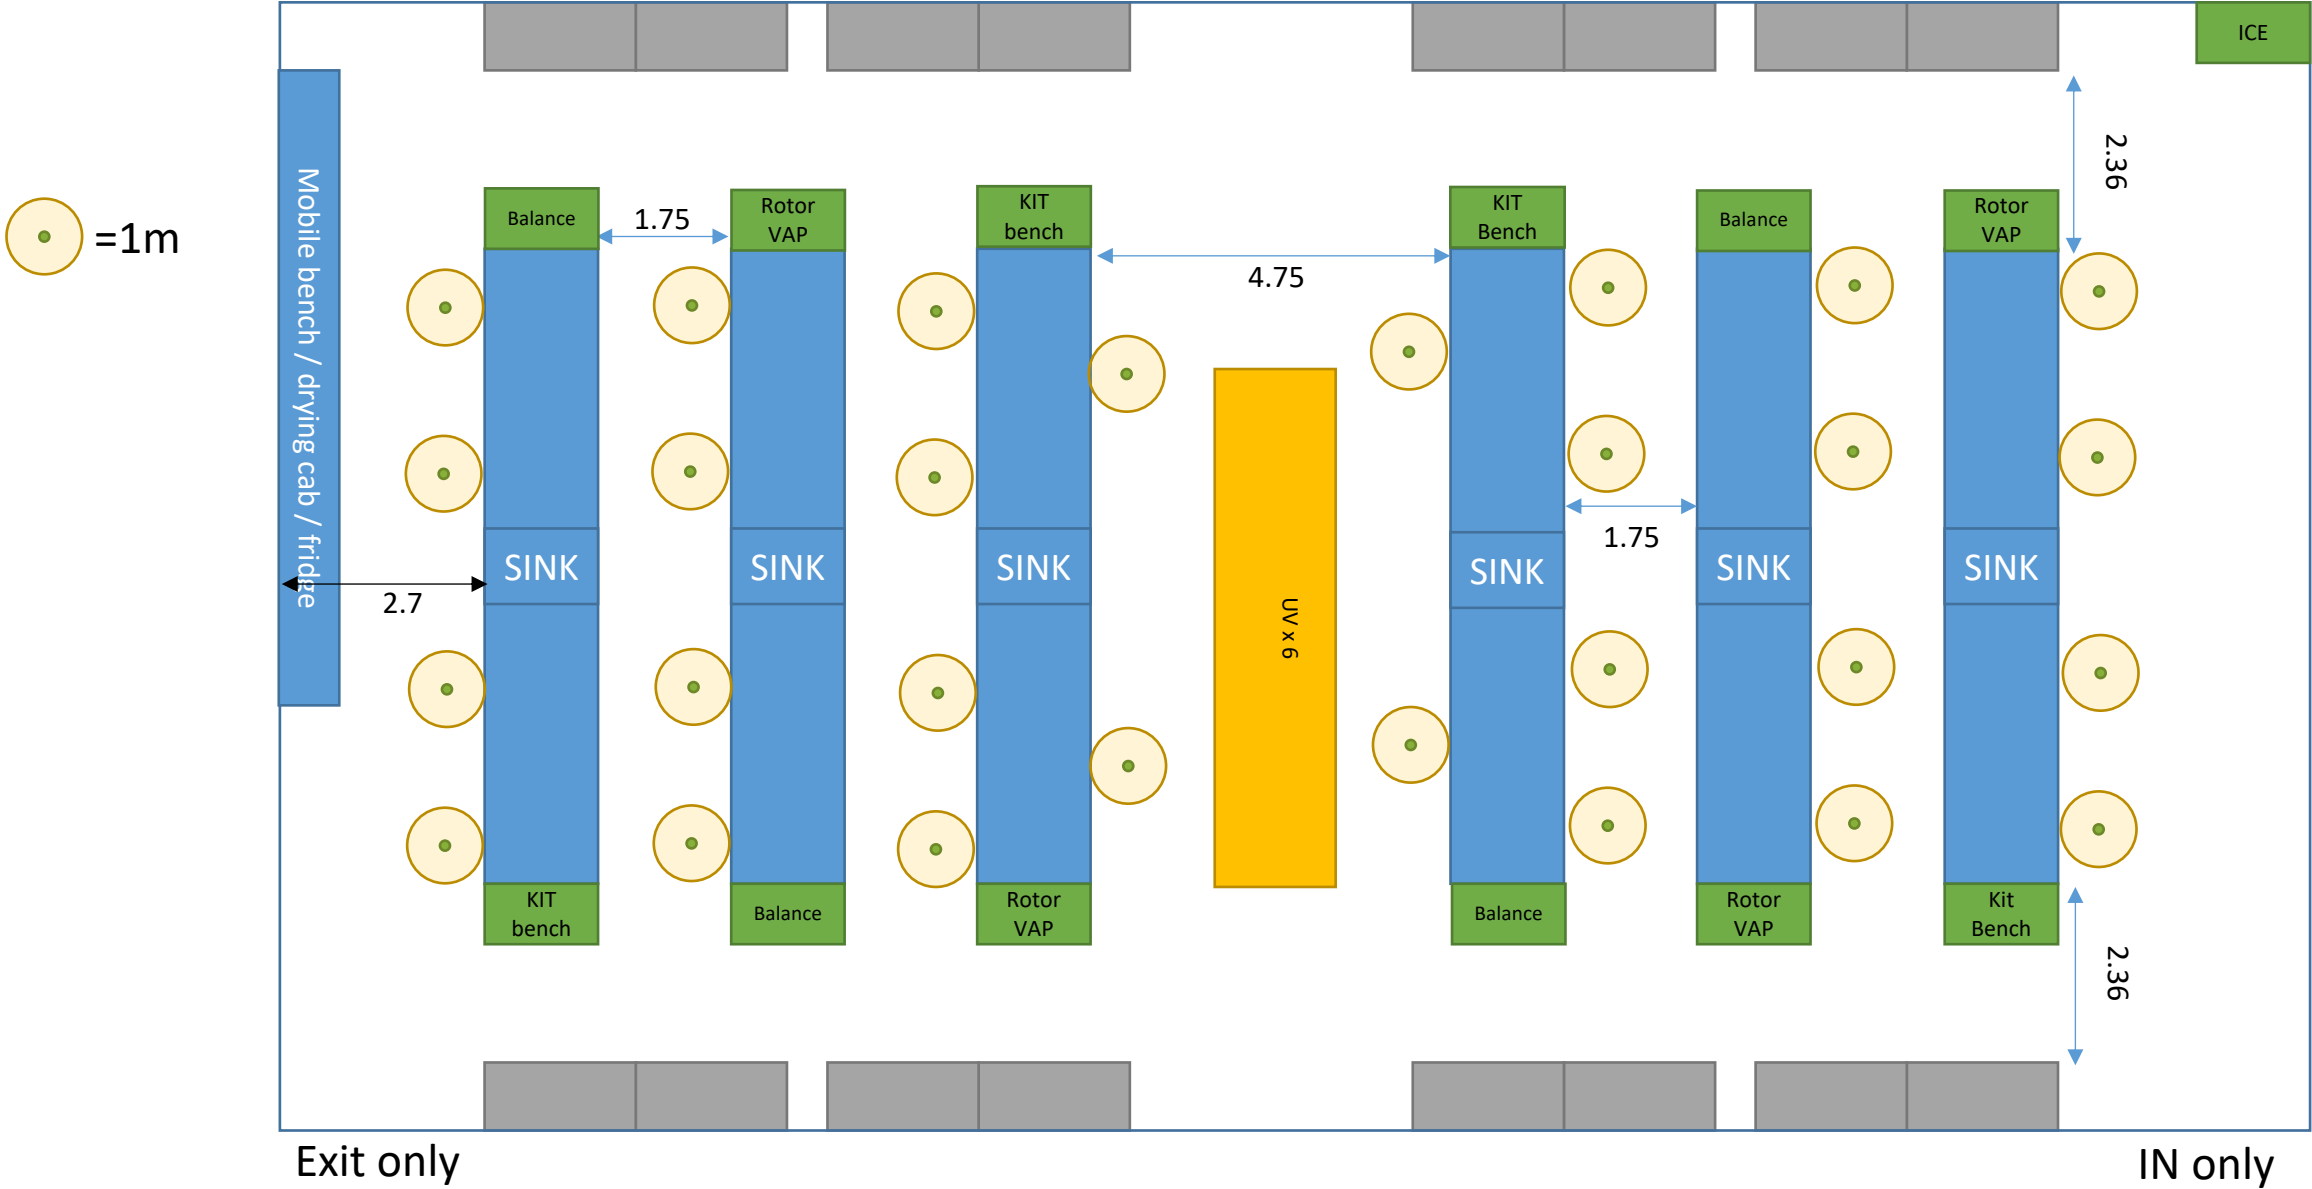 ICE
2.36
Mobile bench / drying cab / fridge
=1m
Balance
1.75
Rotor
VAP
KIT
bench
4.75
KIT
Bench
Balance
Rotor
VAP
1.75
SINK
SINK
SINK
SINK
SINK
SINK
2.7
UV x 6
KIT
bench
Balance
Rotor
VAP
Balance
Rotor
VAP
Kit
Bench
2.36
Exit only
IN only